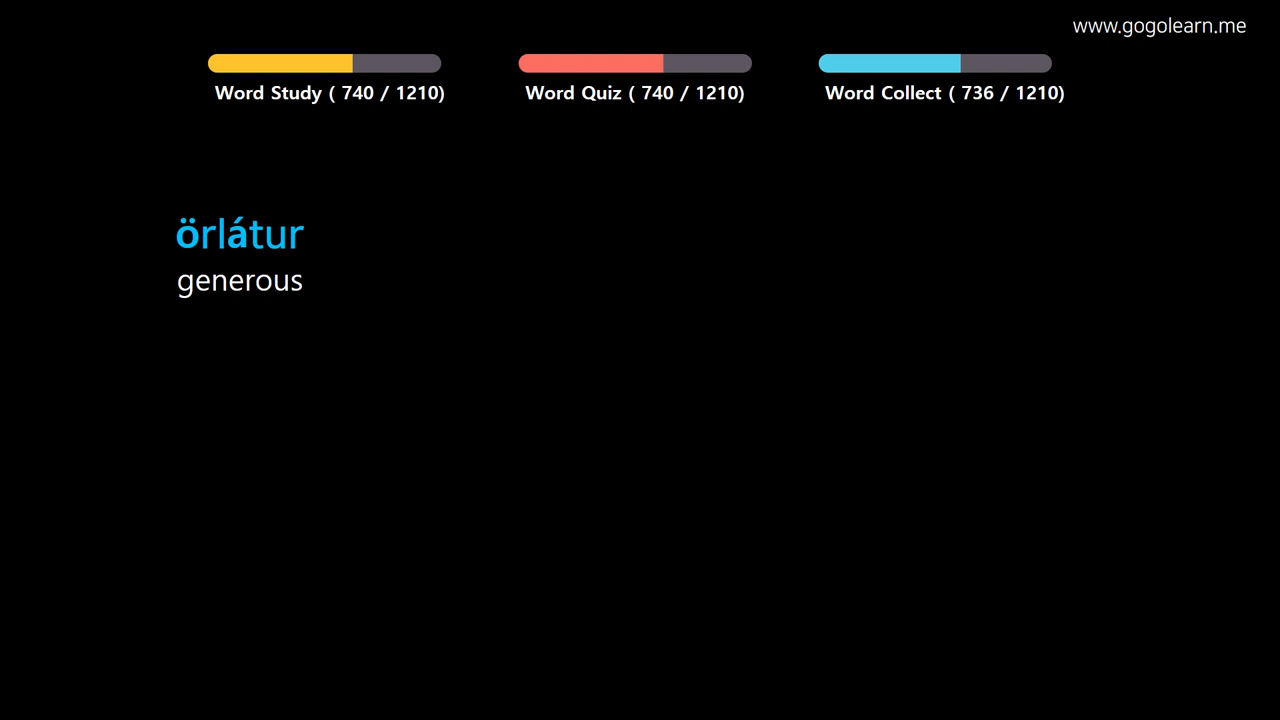 www.gogolearn.me
Word Study ( 740 / 1210)
Word Quiz ( 740 / 1210)
Word Collect ( 736 / 1210)
örlátur
generous